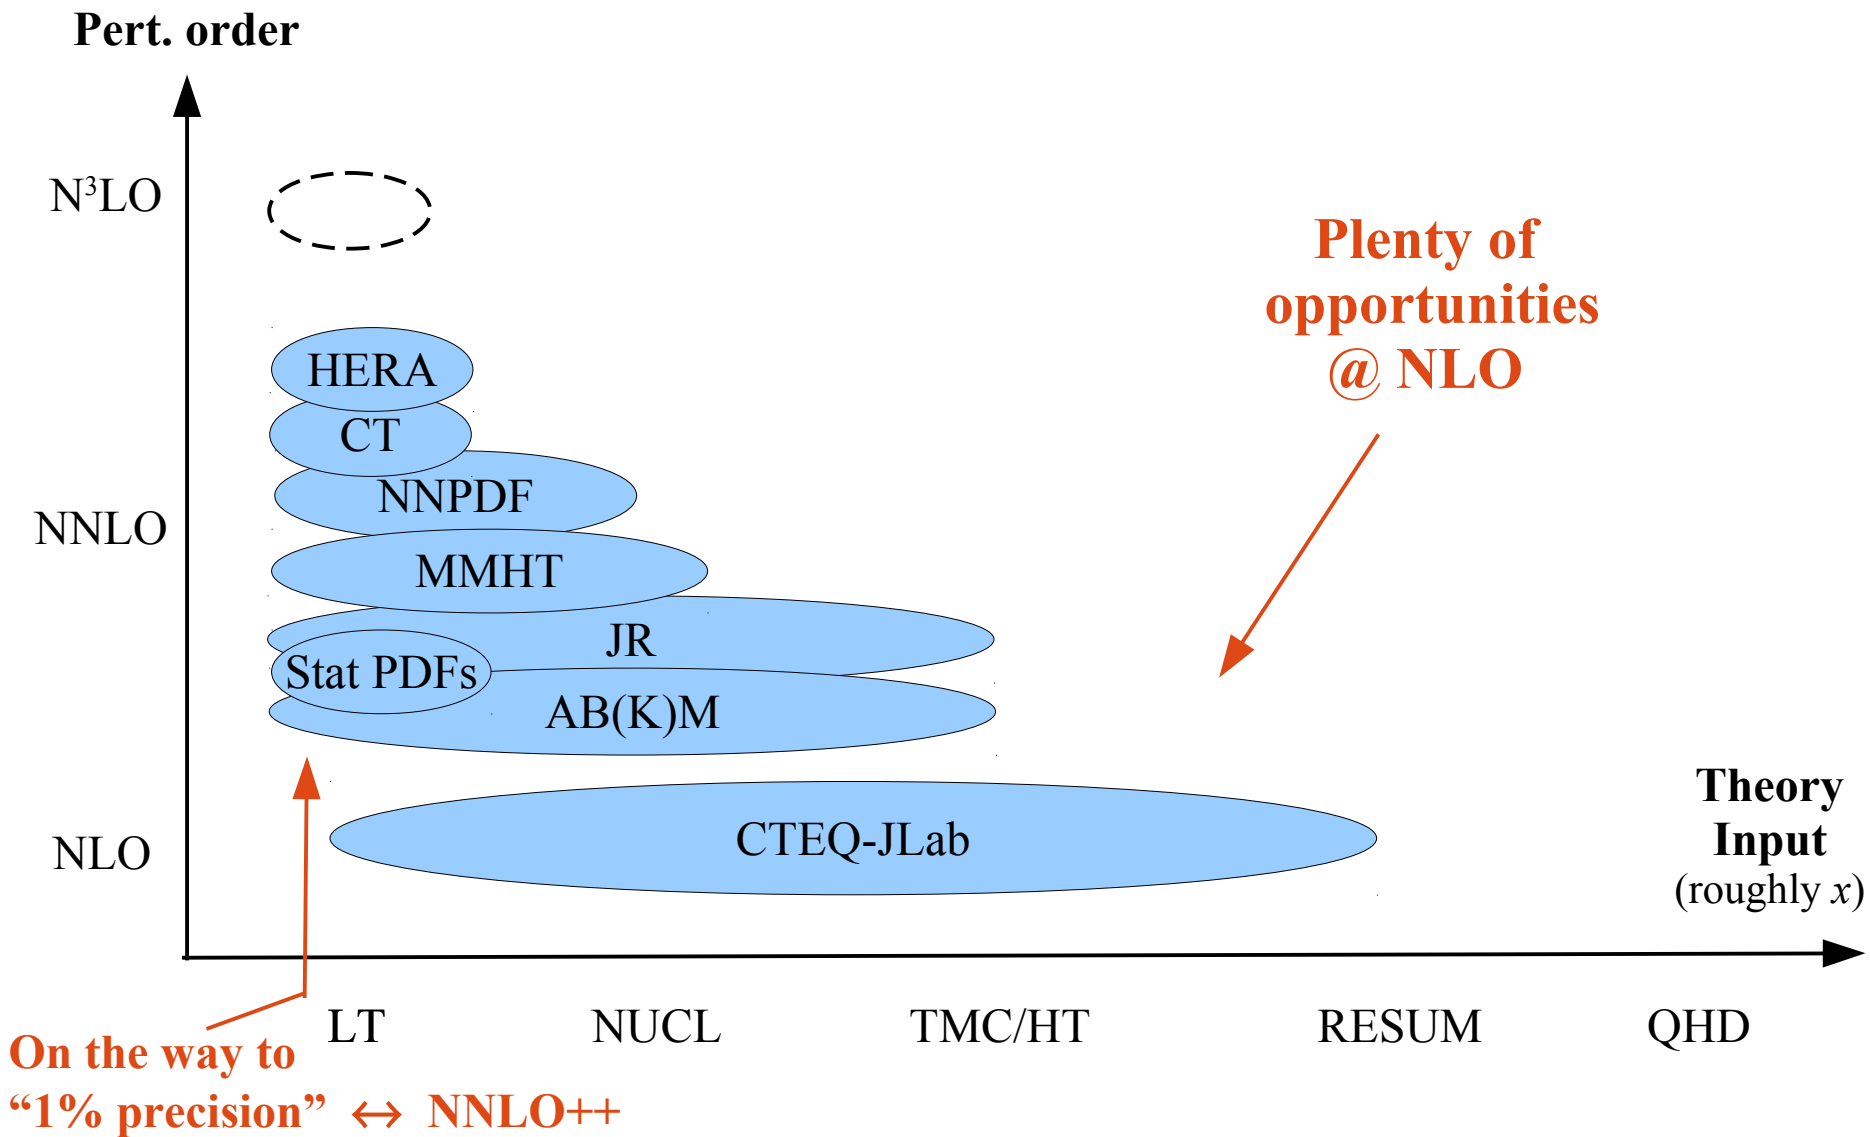 Pert. order
N³LO
Plenty of
opportunities
@ NLO
HERA
CT
NNPDF
NNLO
MMHT
JR
Stat PDFs
AB(K)M
NLO
CTEQ-JLab
Theory
Input
(roughly x)
LT NUCL TMC/HT RESUM QHD
On the way to
“1% precision” ↔ NNLO++